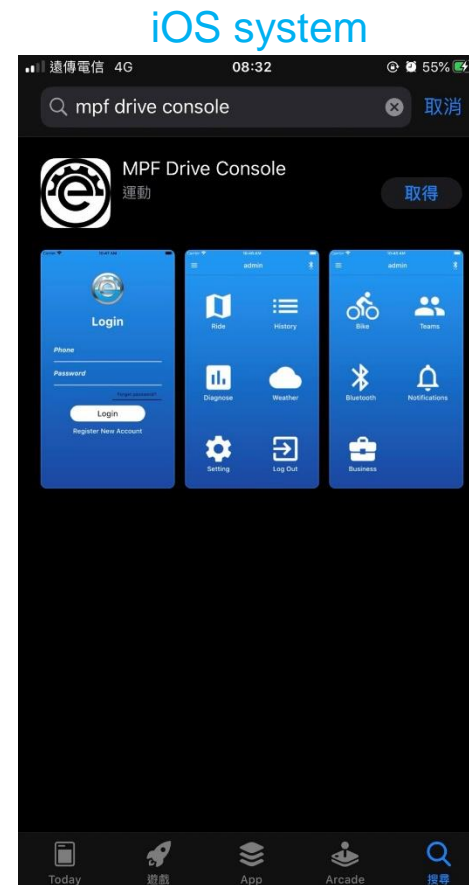 iOS system
遠傳電信 4G 08:32 55%
mpf drive console 取消
MPF Drive Console
運動
取得
Login
Phone
Password
Forgot password?
Login
Register New Account
admin
Ride History
Diagnose Weather
Setting Log Out
admin
Bike Teams
Bluetooth Notifications
Business
Today 遊戲 App Arcade 搜尋